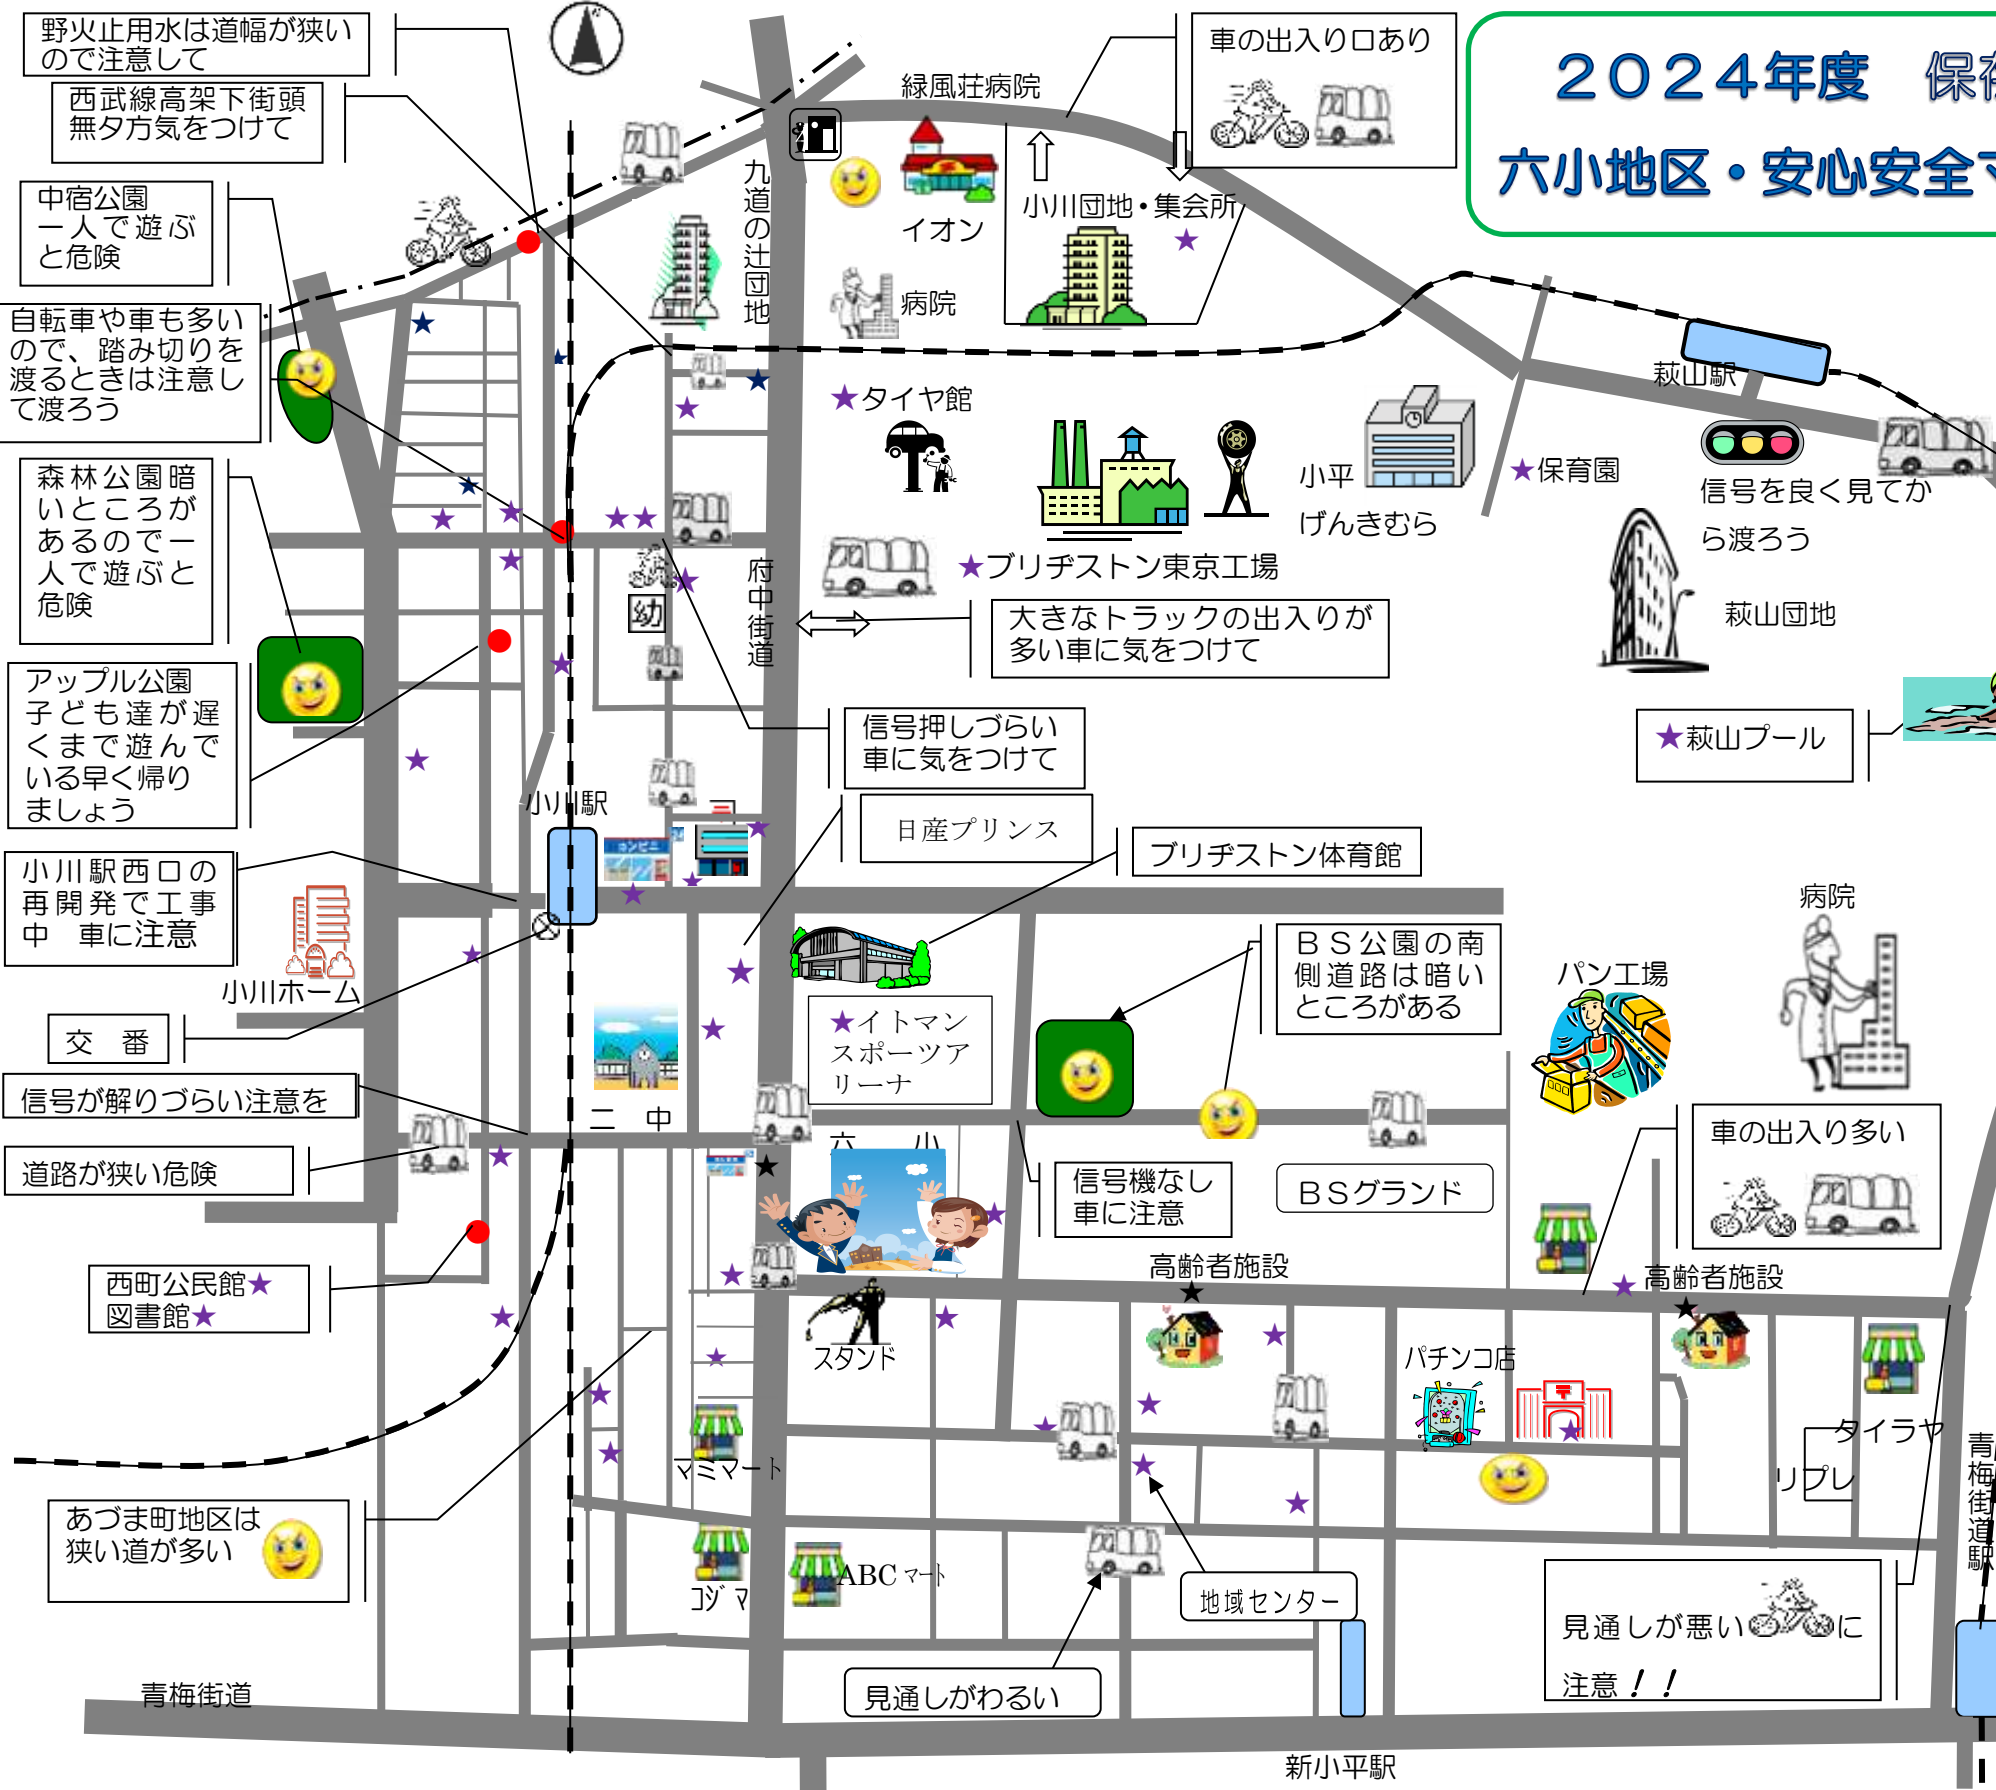 ２０２４年度　保存
六小地区・安心安全マ
野火止用水は道幅が狭い
ので注意して
西武線高架下街頭
無夕方気をつけて
中宿公園
一人で遊ぶ
と危険
自転車や車も多い
ので、踏み切りを
渡るときは注意し
て渡ろう
森林公園暗
いところが
あるので一
人で遊ぶと
危険
アップル公園
子ども達が遅
くまで遊んで
いる早く帰り
ましょう
小川駅西口の
再開発で工事
中　車に注意
小川ホーム
交　番
信号が解りづらい注意を
道路が狭い危険
西町公民館★
図書館★
あづま町地区は
狭い道が多い
青梅街道
九道の辻団地
緑風荘病院
イオン
病院
車の出入り口あり
小川団地・集会所
★タイヤ館
小平
げんきむら
★保育園
萩山駅
信号を良く見てか
ら渡ろう
萩山団地
★萩山プール
★ブリヂストン東京工場
大きなトラックの出入りが
多い車に気をつけて
府中街道
幼
信号押しづらい
車に気をつけて
小川駅
コンビニ
日産プリンス
ブリヂストン体育館
★イトマン
スポーツア
リーナ
ＢＳ公園の南
側道路は暗い
ところがある
パン工場
病院
二　中
六　小
信号機なし
車に注意
ＢＳグランド
車の出入り多い
高齢者施設
高齢者施設
スタンド
パチンコ店
〒
マミマート
コジマ
ABCマート
タイラヤ
リプレ
青梅街道駅
地域センター
見通しがわるい
見通しが悪いに
注意！！
新小平駅